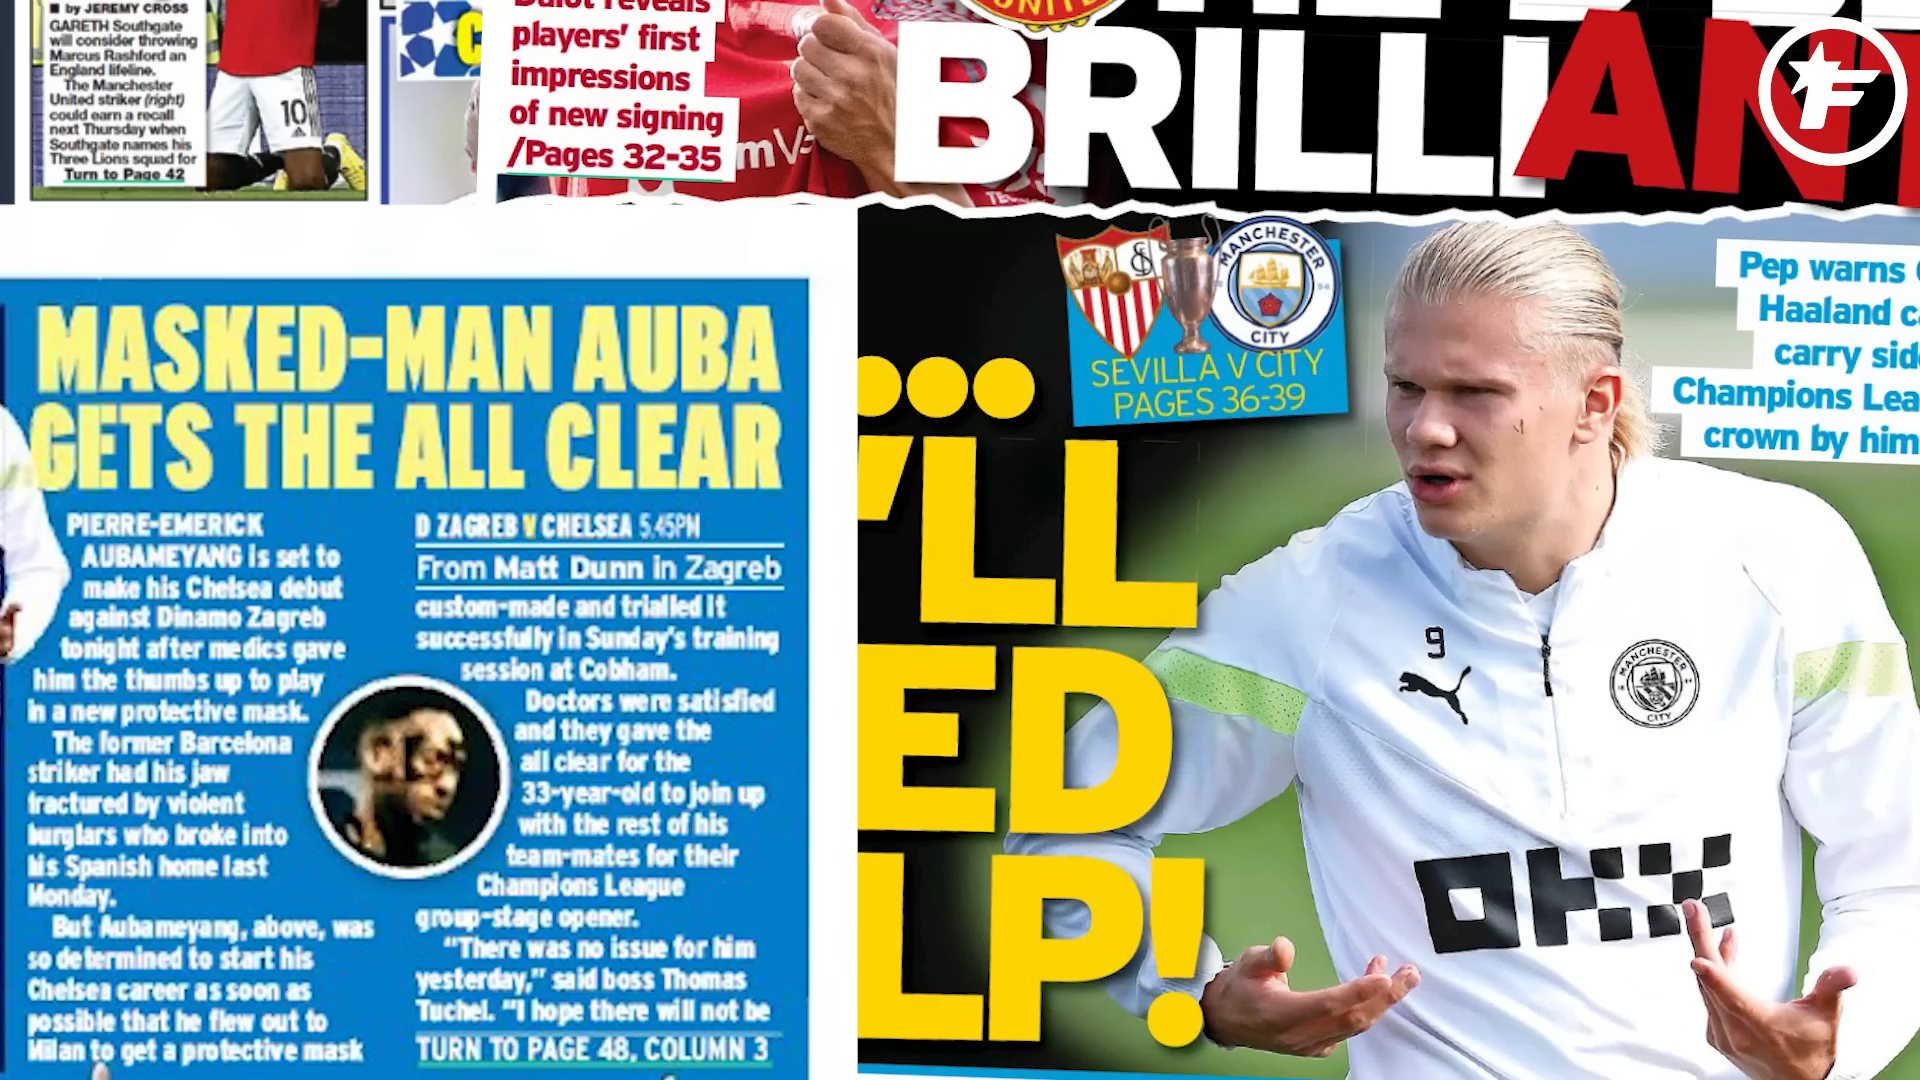 ■ by JEREMY CROSS
GARETH Southgate
will consider throwing
Marcus Rashford an
England lifeline.
The Manchester
United striker (right)
could earn a recall
next Thursday when
Southgate names his
Three Lions squad for
Turn to Page 42
10
Dalot reveals
players' first
impressions
of new signing
/Pages 32-35
UNITED
BRILLIANT
F
MASKED-MAN AUBA
GETS THE ALL CLEAR
PIERRE-EMERICK
AUBAMEYANG is set to
make his Chelsea debut
against Dinamo Zagreb
tonight after medics gave
him the thumbs up to play
in a new protective mask.
The former Barcelona
striker had his jaw
fractured by violent
burglars who broke into
his Spanish home last
Monday.
But Aubameyang, above, was
so determined to start his
Chelsea career as soon as
possible that he flew out to
Milan to get a protective mask
D ZAGREB V CHELSEA 5.45PM
From Matt Dunn in Zagreb
custom-made and trialled it
successfully in Sunday's training
session at Cobham.
Doctors were satisfied
and they gave the
all clear for the
33-year-old to join up
with the rest of his
team-mates for their
Champions League
group-stage opener.
"There was no issue for him
yesterday," said boss Thomas
Tuchel. "I hope there will not be
TURN TO PAGE 48, COLUMN 3
MANCHESTER
CITY
SEVILLA V CITY
PAGES 36-39
...
'LL
ED
LP!
Pep warns
Haaland
carry
Champions
crown by
9
MANCHESTER
CITY
OKX